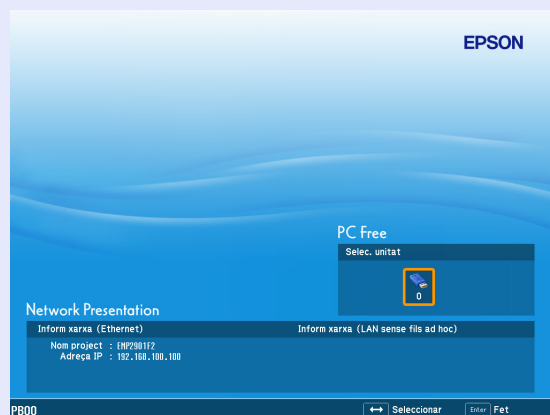 EPSON
PC Free
Selec. unitat
0
Network Presentation
Inform xarxa (Ethernet) Inform xarxa (LAN sense fils ad hoc)
Nom project : EMP2901F2
Adreça IP : 192.168.100.100
PB00 Seleccionar Enter Fet